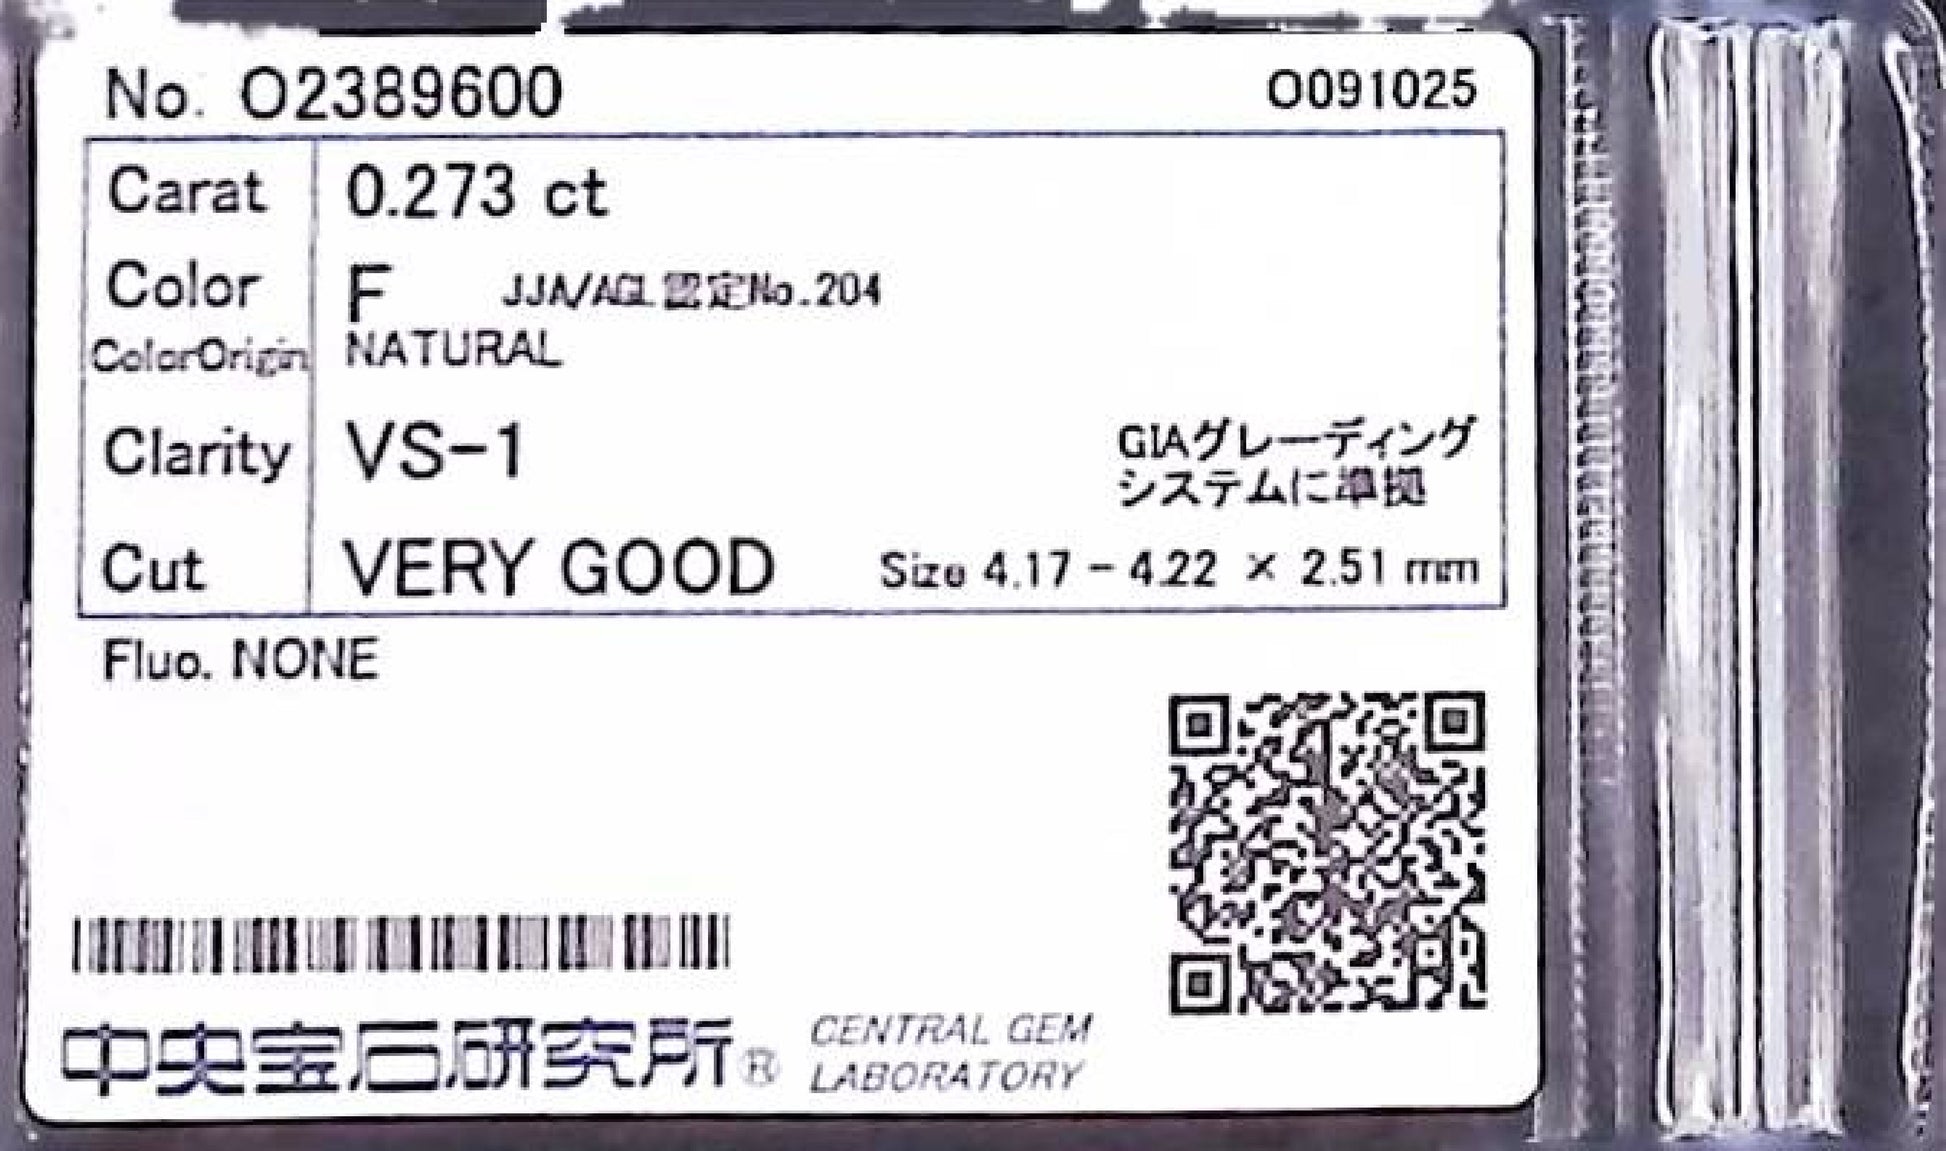 No. O2389600
O091025
Carat 0.273 ct
Color F JJA/AGL認定No.204
ColorOrigin NATURAL
Clarity VS-1
GIAグレーディング
システムに準拠
Cut VERY GOOD Size 4.17 - 4.22 × 2.51 mm
Fluo. NONE
中央宝石研究所® CENTRAL GEM
LABORATORY